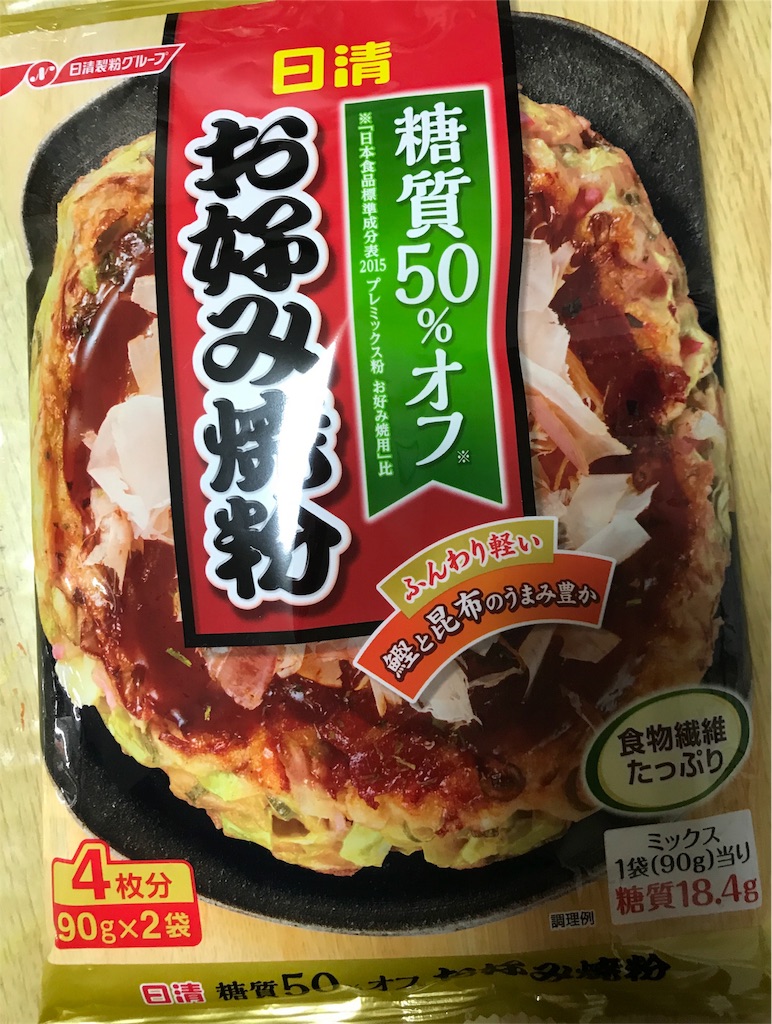 日清製粉グループ
日清
お好み焼粉
糖質50%オフ※
※「日本食品標準成分表2015 プレミックス粉 お好み焼用」比
ふんわり軽い
鰹と昆布のうまみ豊か
食物繊維
たっぷり
ミックス
1袋(90g)当り
糖質18.4g
4枚分
90g×2袋
調理例
日清 糖質50%オフ お好み焼粉